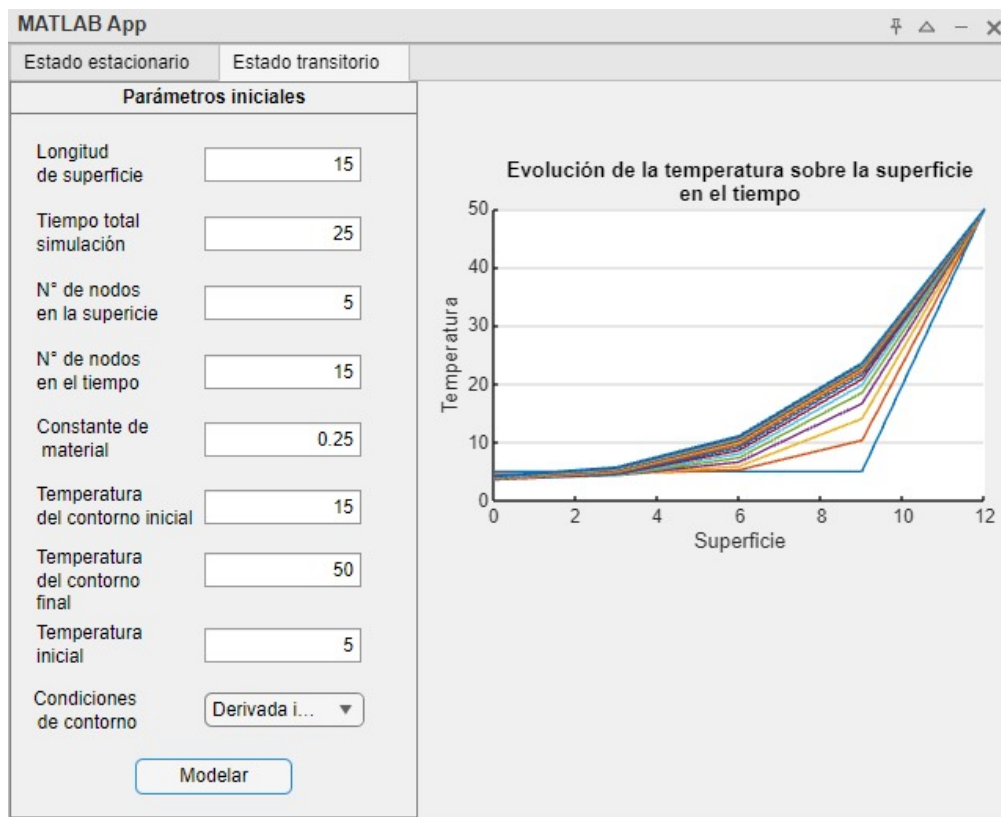 MATLAB App
Estado estacionario
Estado transitorio
Parámetros iniciales
Longitud
de superficie
15
Tiempo total
simulación
25
N° de nodos
en la supericie
5
N° de nodos
en el tiempo
15
Constante de
material
0.25
Temperatura
del contorno inicial
15
Temperatura
del contorno
final
50
Temperatura
inicial
5
Condiciones
de contorno
Derivada i...
Modelar
Evolución de la temperatura sobre la superficie
en el tiempo
50
40
30
20
10
0
Temperatura
0 2 4 6 8 10 12
Superficie